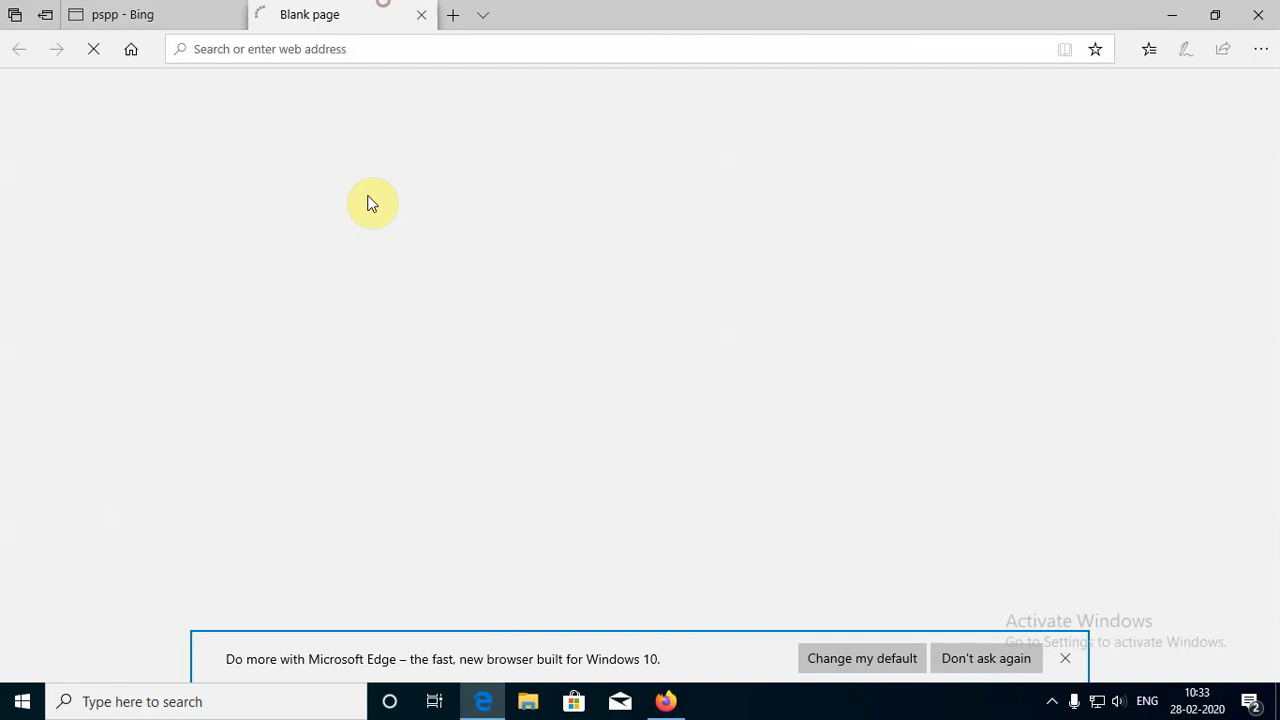 pspp - Bing
Blank page
Search or enter web address
Activate Windows
Go to Settings to activate Windows.
Do more with Microsoft Edge – the fast, new browser built for Windows 10.
Change my default
Don't ask again
Type here to search
ENG
10:33
28-02-2020
2